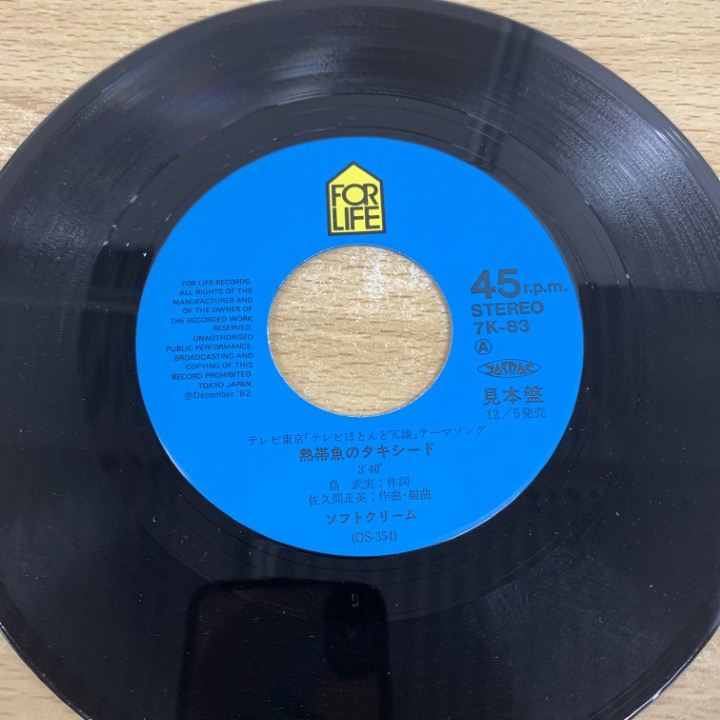 FOR
LIFE
FOR LIFE RECORDS.
ALL RIGHTS OF THE
MANUFACTURER AND
OF THE OWNER OF
THE RECORDED WORK
RESERVED.
UNAUTHORISED
PUBLIC PERFORMANCE,
BROADCASTING AND
COPYING OF THIS
RECORD PROHIBITED.
TOKYO JAPAN.
Ⓟ December. '82
45 r.p.m.
STEREO
7K-83
Ⓐ
JASRAC
見本盤
12/5発売
テレビ東京「テレビほとんど冗談」テーマソング
熱帯魚のタキシード
3'40"
島 武実:作詞
佐久間正英:作曲・編曲
ソフトクリーム
(OS-354)